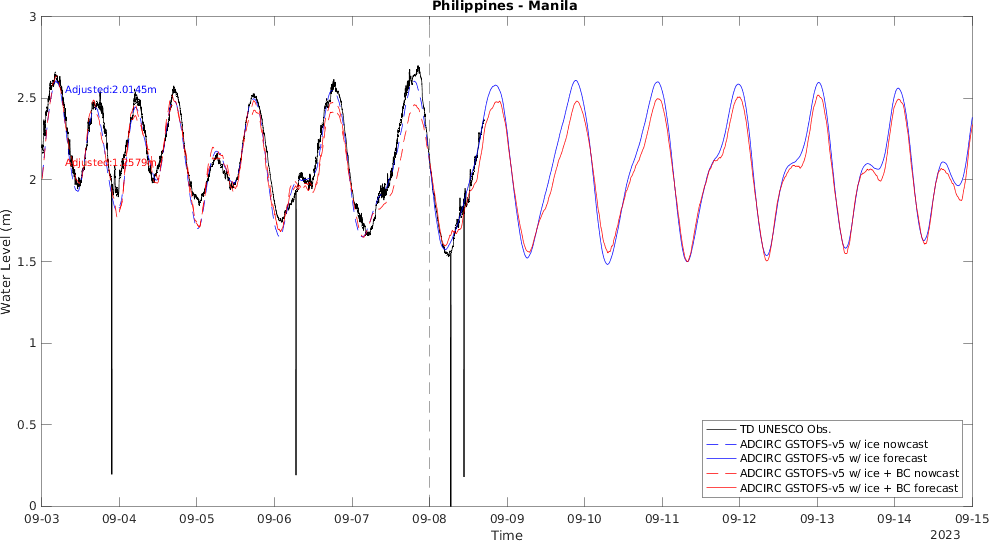 Philippines - Manila
3
2.5
2
1.5
1
0.5
0
Water Level (m)
Adjusted:2.0145m
09-03
09-04
09-05
09-06
09-07
09-08
09-09
09-10
09-11
09-12
09-13
09-14
09-15
Time
2023
TD UNESCO Obs.
ADCIRC GSTOFS-v5 w/ ice nowcast
ADCIRC GSTOFS-v5 w/ ice forecast
ADCIRC GSTOFS-v5 w/ ice + BC nowcast
ADCIRC GSTOFS-v5 w/ ice + BC forecast